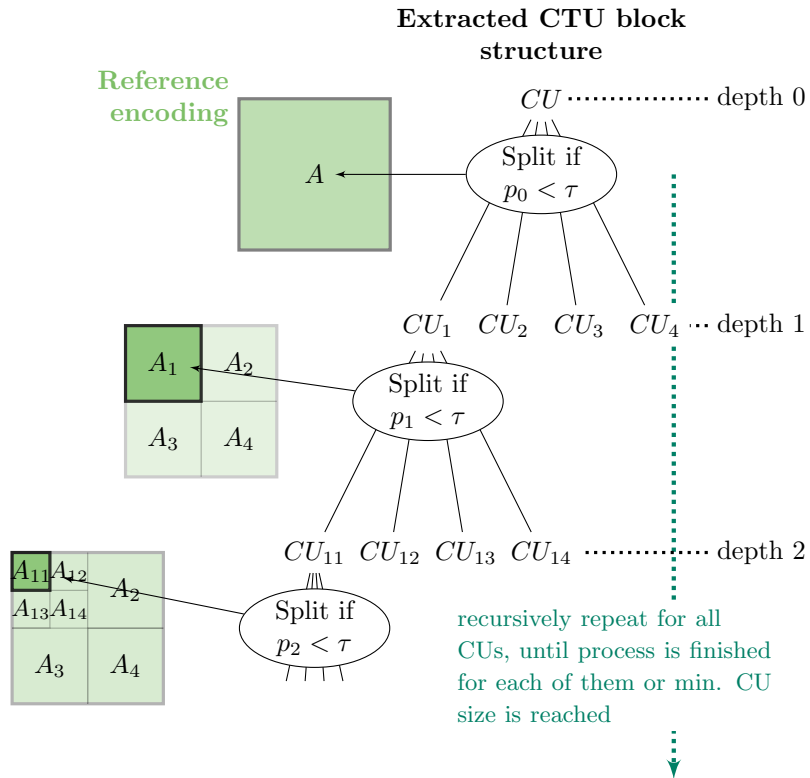 Extracted CTU block
structure
Reference
encoding
CU
depth 0
A
Split if
p₀ < τ
CU₁
CU₂
CU₃
CU₄
depth 1
A₁
A₂
A₃
A₄
Split if
p₁ < τ
CU₁₁
CU₁₂
CU₁₃
CU₁₄
depth 2
A₁₁
A₁₂
A₂
A₁₃
A₁₄
A₃
A₄
Split if
p₂ < τ
recursively repeat for all
CUs, until process is finished
for each of them or min. CU
size is reached